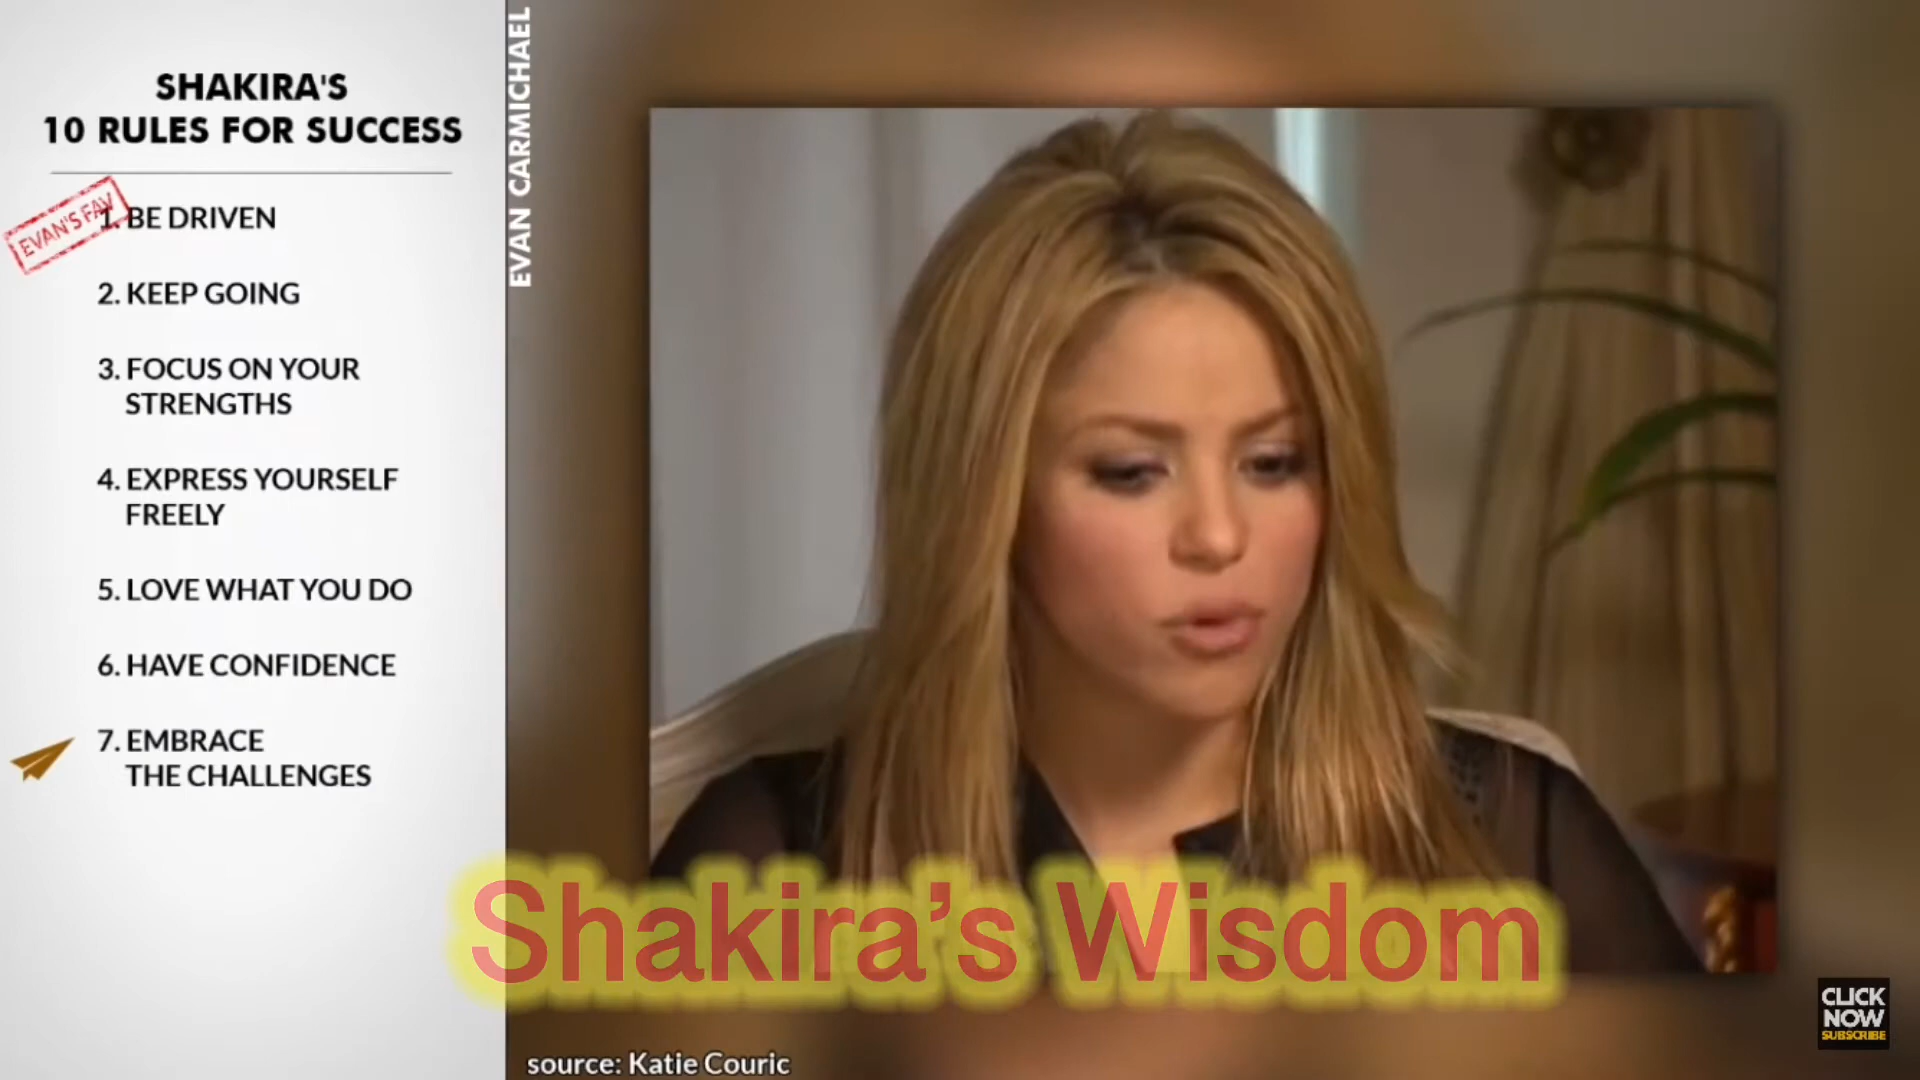 SHAKIRA'S
10 RULES FOR SUCCESS
EVAN'S FAV
1. BE DRIVEN
2. KEEP GOING
3. FOCUS ON YOUR
STRENGTHS
4. EXPRESS YOURSELF
FREELY
5. LOVE WHAT YOU DO
6. HAVE CONFIDENCE
7. EMBRACE
THE CHALLENGES
EVAN CARMICHAEL
Shakira’s Wisdom
source: Katie Couric
CLICK
NOW
SUBSCRIBE